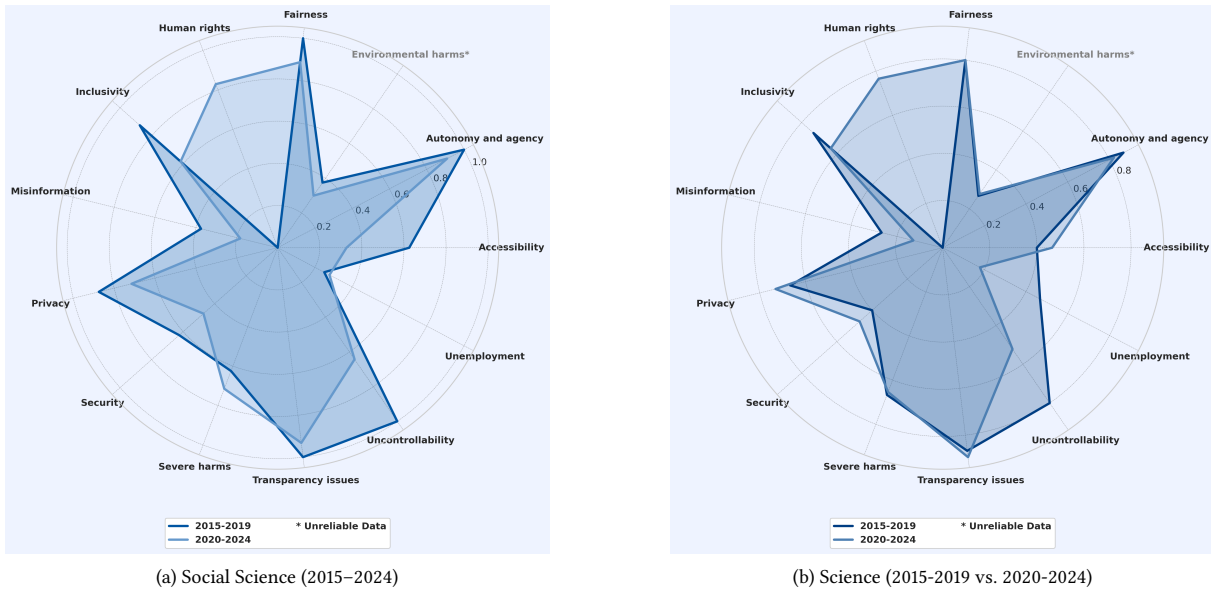 Fairness
Human rights
Environmental harms*
Inclusivity
Autonomy and agency
1.0
0.8
0.6
0.4
0.2
Misinformation
Accessibility
Privacy
Unemployment
Security
Uncontrollability
Severe harms
Transparency issues
2015-2019
* Unreliable Data
2020-2024
(a) Social Science (2015–2024)
Fairness
Human rights
Environmental harms*
Inclusivity
Autonomy and agency
0.8
0.6
0.4
0.2
Misinformation
Accessibility
Privacy
Unemployment
Security
Uncontrollability
Severe harms
Transparency issues
2015-2019
* Unreliable Data
2020-2024
(b) Science (2015-2019 vs. 2020-2024)